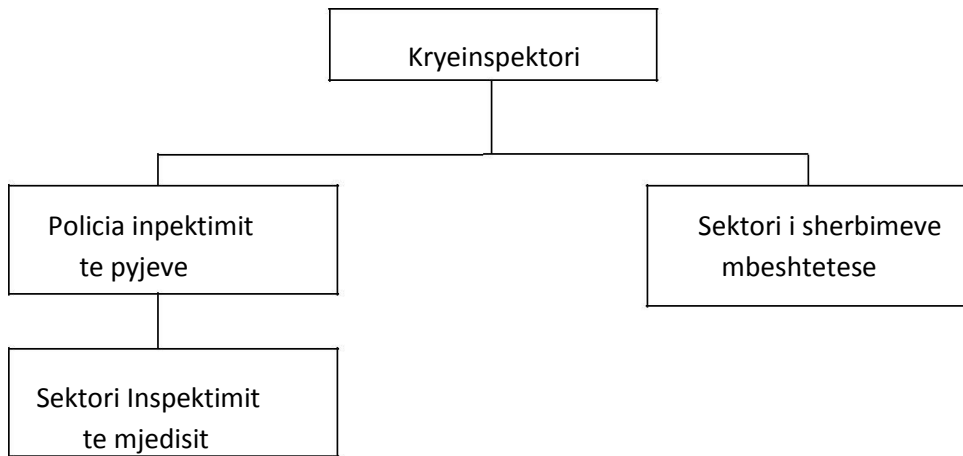 Kryeinspektori
Policia inpektimit
te pyjeve
Sektori i sherbimeve
mbeshtetese
Sektori Inspektimit
te mjedisit